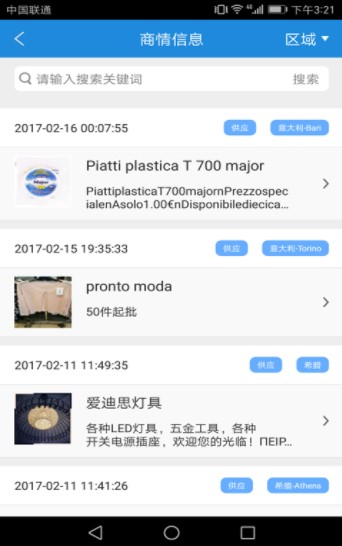 中国联通 4G 下午3:21
商情信息 区域
请输入搜索关键词 搜索
2017-02-16 00:07:55 供应 意大利-Bari
Major
Piatti plastica T 700 major
PiattiplasticaT700majornPrezzospec
ialenAsolo1.00€nDisponibilediecica...
2017-02-15 19:35:33 供应 意大利-Torino
pronto moda
50件起批
2017-02-11 11:49:35 供应 希腊
爱迪思灯具
各种LED灯具，五金工具，各种
开关电源插座，欢迎您的光临！ΠΕΙΡ...
2017-02-11 11:41:26 供应 希腊-Athens